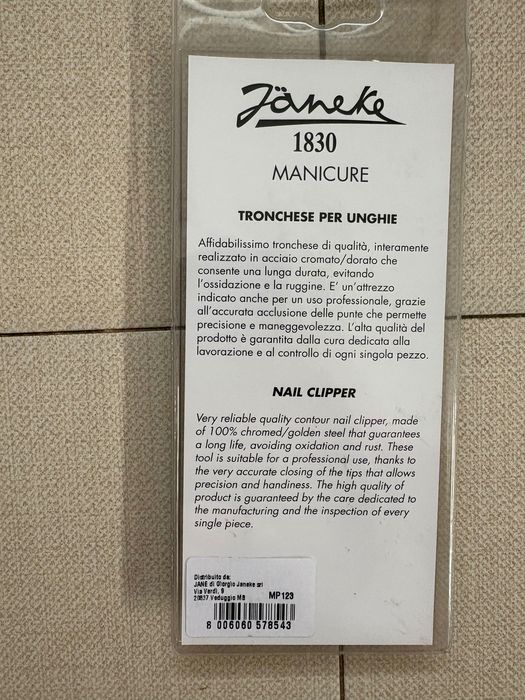 Jäneke
1830
MANICURE
TRONCHESE PER UNGHIE
Affidabilissimo tronchese di qualità, interamente
realizzato in acciaio cromato/dorato che
consente una lunga durata, evitando
l'ossidazione e la ruggine. E' un'attrezzo
indicato anche per un uso professionale, grazie
all'accurata acclusione delle punte che permette
precisione e maneggevolezza. L'alta qualità del
prodotto è garantita dalla cura dedicata alla
lavorazione e al controllo di ogni singola pezzo.
NAIL CLIPPER
Very reliable quality contour nail clipper, made
of 100% chromed/golden steel that guarantees
a long life, avoiding oxidation and rust. These
tool is suitable for a professional use, thanks to
the very accurate closing of the tips that allows
precision and handiness. The high quality of
product is guaranteed by the care dedicated to
the manufacturing and the inspection of every
single piece.
Distribuito da:
JANE di Giorgio Janeke srl
Via Verdi, 9
20837 Veduggio MB MP123
8 006060 578543